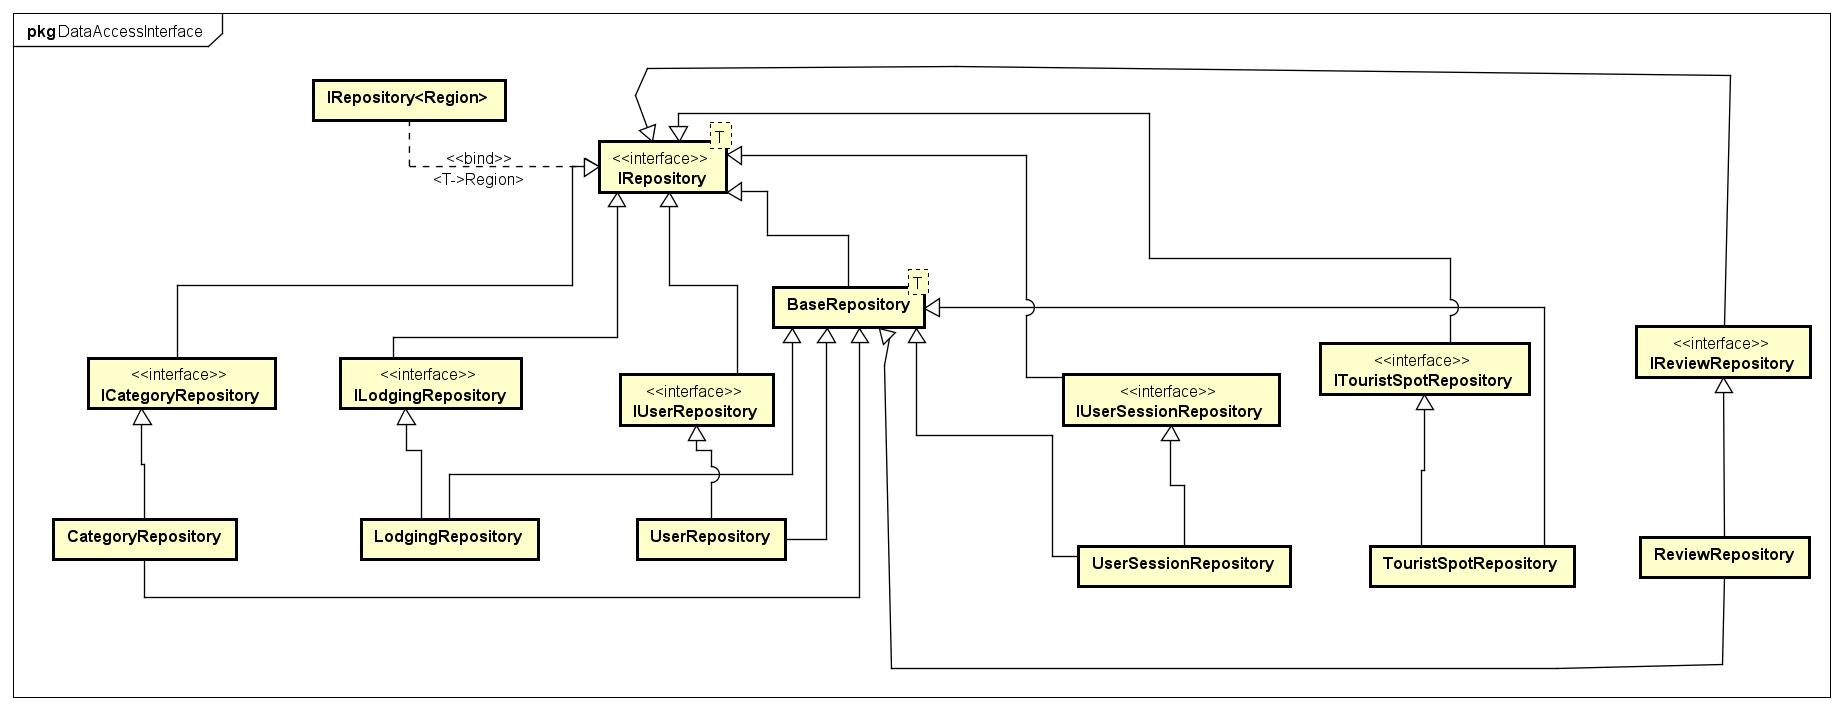 pkg DataAccessInterface
IRepository<Region>
T
<<bind>>
<T->Region>
<<interface>>
IRepository
T
BaseRepository
<<interface>>
ICategoryRepository
<<interface>>
ILodgingRepository
<<interface>>
IUserRepository
<<interface>>
IUserSessionRepository
<<interface>>
ITouristSpotRepository
<<interface>>
IReviewRepository
CategoryRepository
LodgingRepository
UserRepository
UserSessionRepository
TouristSpotRepository
ReviewRepository